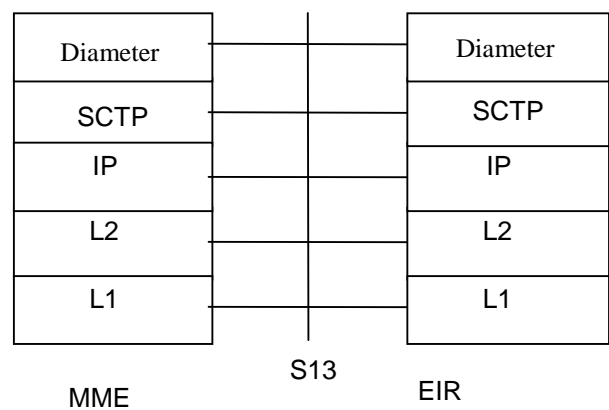 Diameter Diameter
SCTP SCTP
IP IP
L2 L2
L1 L1
S13
MME EIR